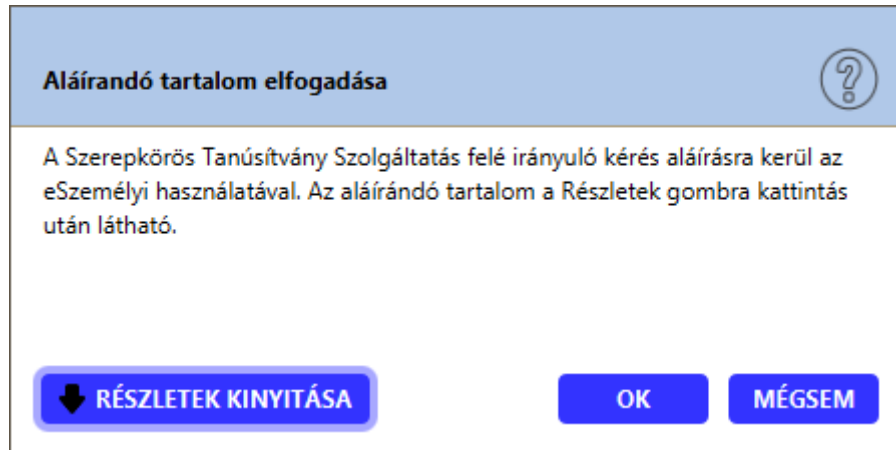 Aláírandó tartalom elfogadása
A Szerepkörös Tanúsítvány Szolgáltatás felé irányuló kérés aláírásra kerül az
eSzemélyi használatával. Az aláírándó tartalom a Részletek gombra kattintás
után látható.
RÉSZLETEK KINYITÁSA OK MÉGSEM